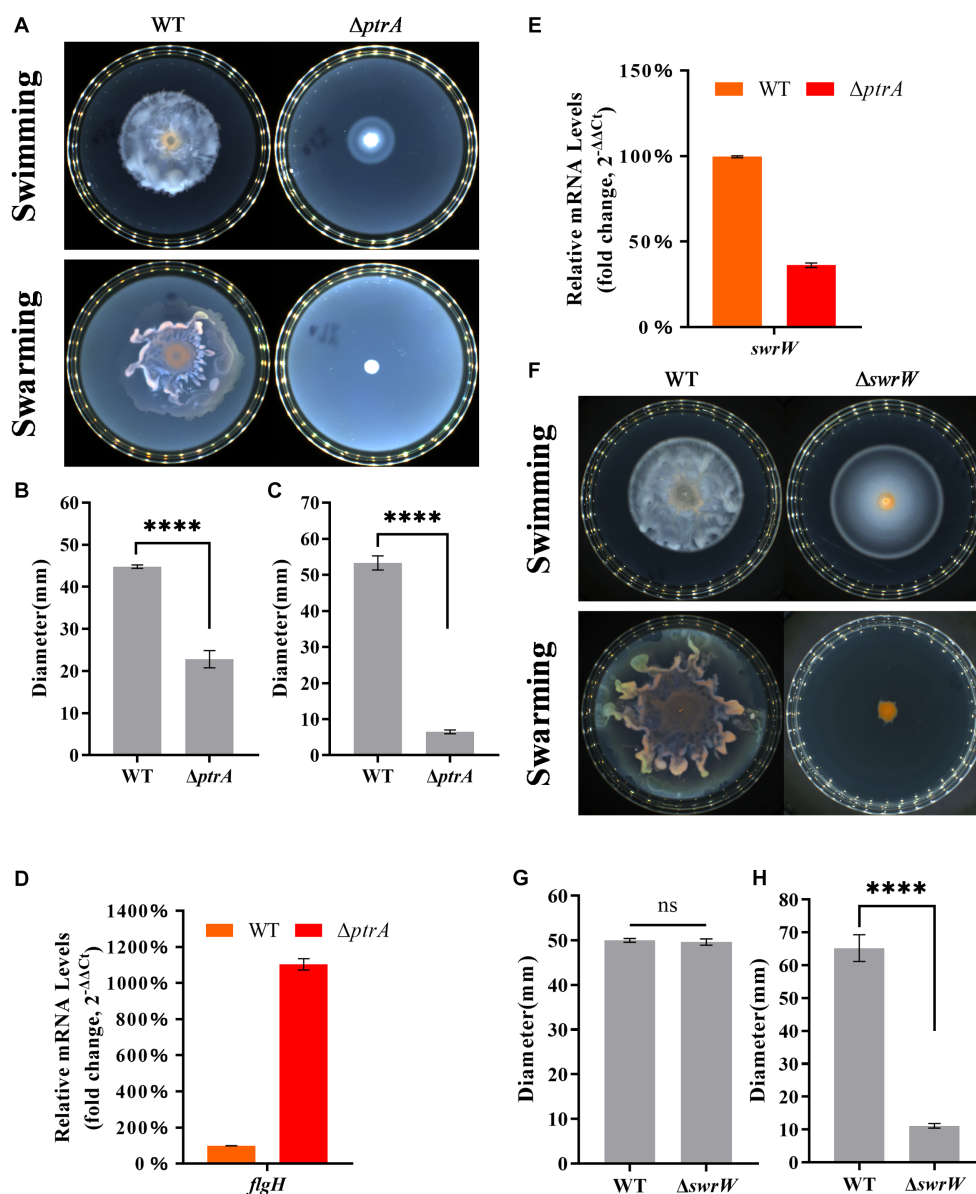 A
WT
ΔptrA
Swimming
Swarming
B
Diameter(mm)
50
40
30
20
10
0
****
WT
ΔptrA
C
Diameter(mm)
70
60
50
40
30
20
10
0
****
WT
ΔptrA
D
Relative mRNA Levels
(fold change, 2^-ΔΔCt)
1400%
1200%
1000%
800%
600%
400%
200%
0 %
WT
ΔptrA
flgH
E
Relative mRNA Levels
(fold change, 2^-ΔΔCt)
150%
100%
50%
0 %
WT
ΔptrA
swrW
F
WT
ΔswrW
Swimming
Swarming
G
Diameter(mm)
60
50
40
30
20
10
0
ns
WT
ΔswrW
H
Diameter(mm)
80
70
60
50
40
30
20
10
0
****
WT
ΔswrW